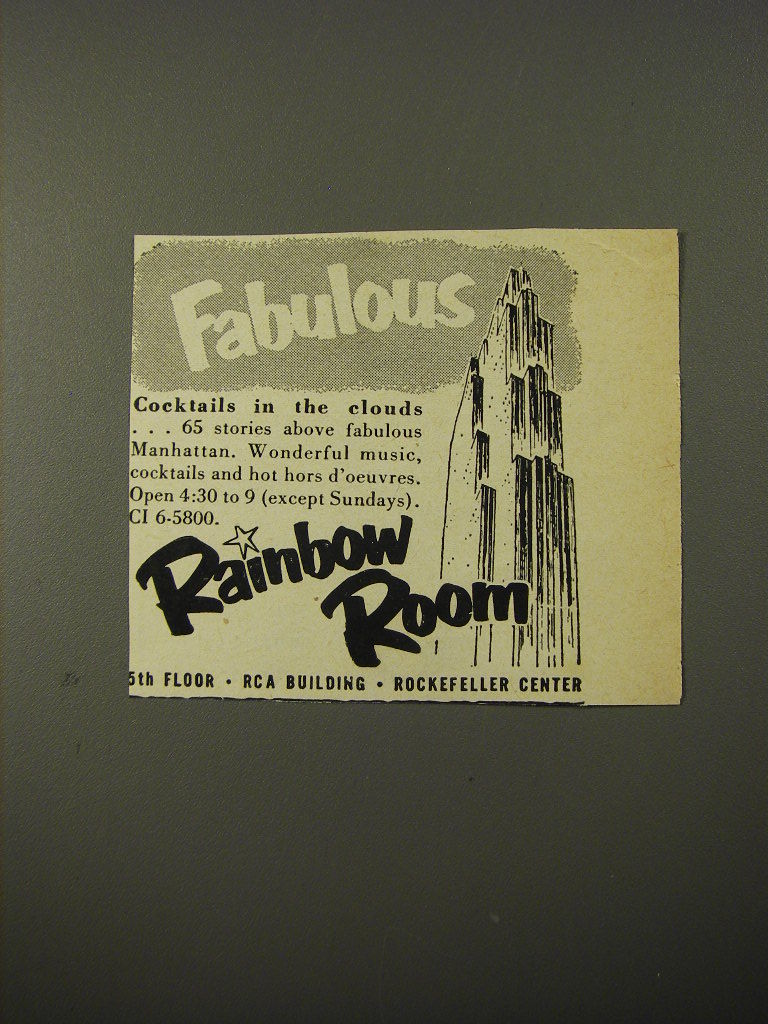 Fabulous
Cocktails in the clouds
. . . 65 stories above fabulous
Manhattan. Wonderful music,
cocktails and hot hors d'oeuvres.
Open 4:30 to 9 (except Sundays).
CI 6-5800.
Rainbow
Room
5th FLOOR • RCA BUILDING • ROCKEFELLER CENTER